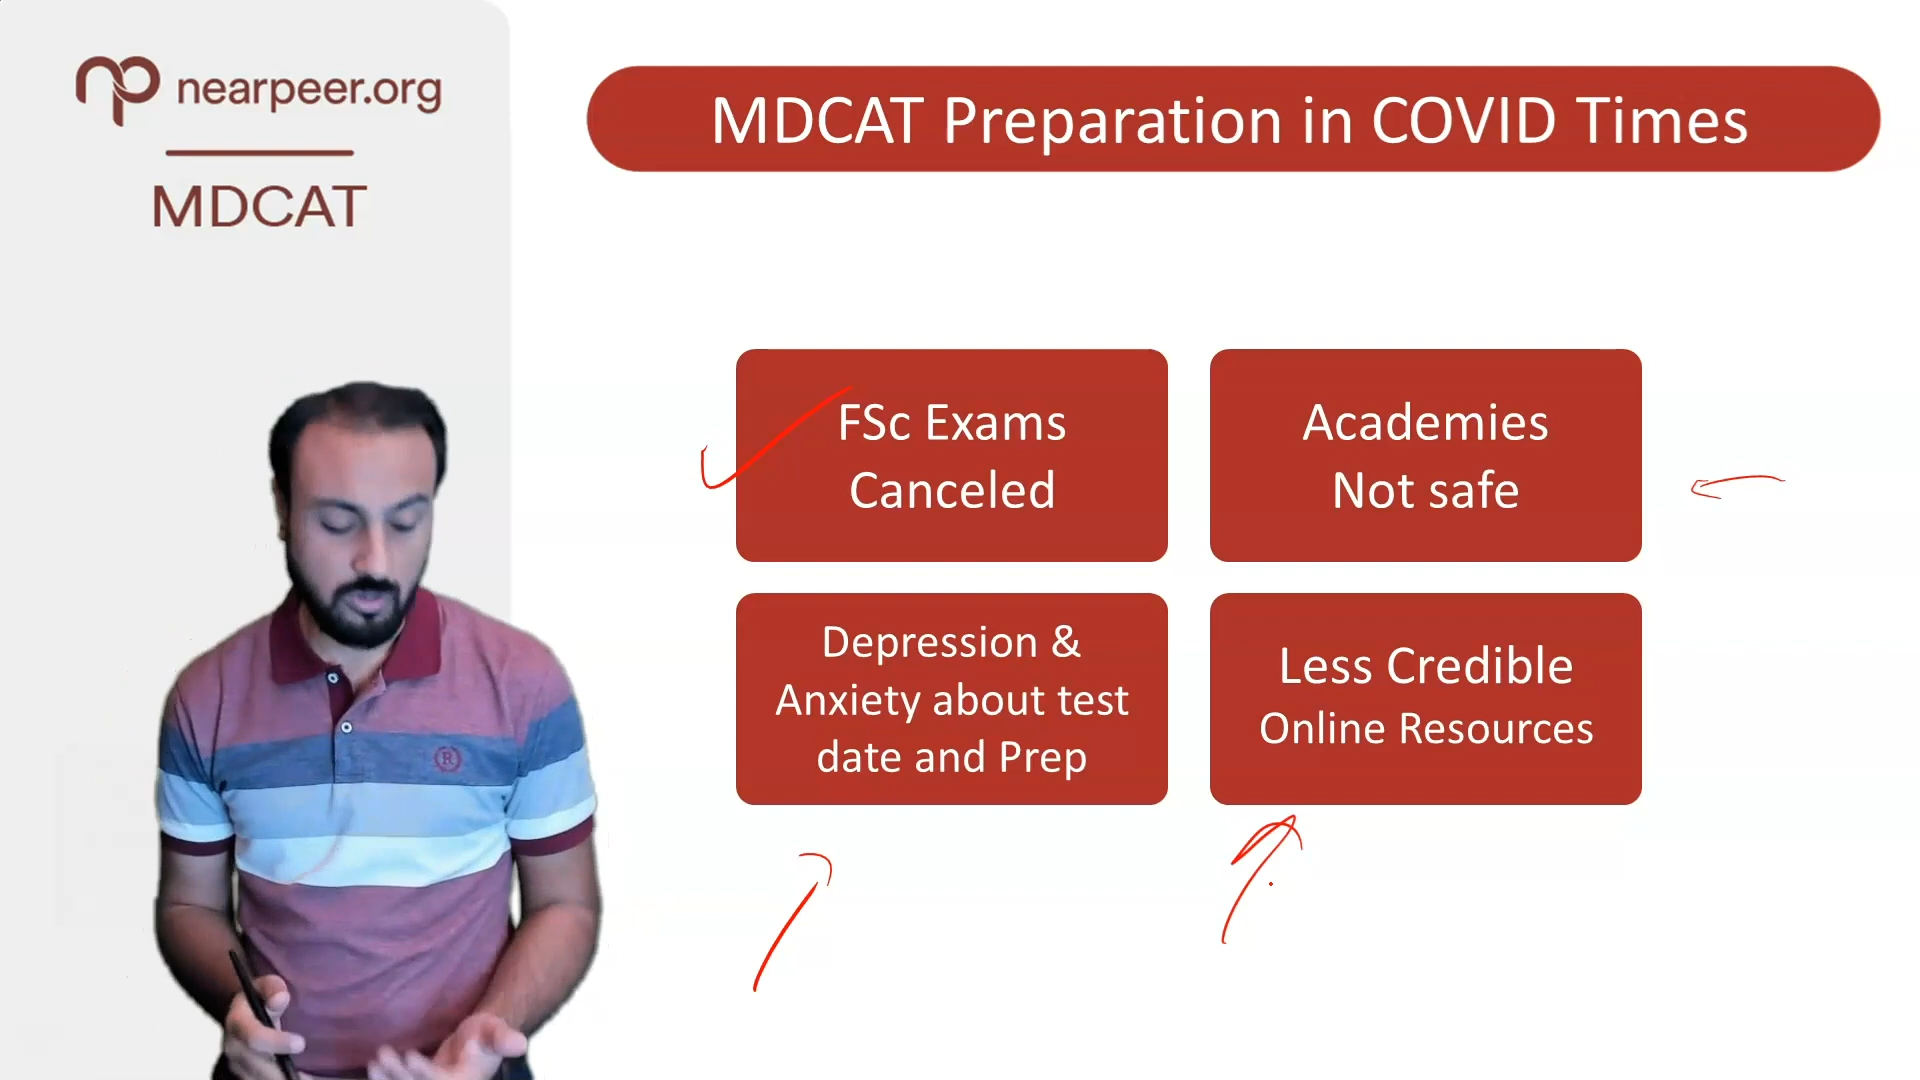 nearpeer.org
MDCAT
MDCAT Preparation in COVID Times
FSc Exams
Canceled
Academies
Not safe
Depression &
Anxiety about test
date and Prep
Less Credible
Online Resources
R